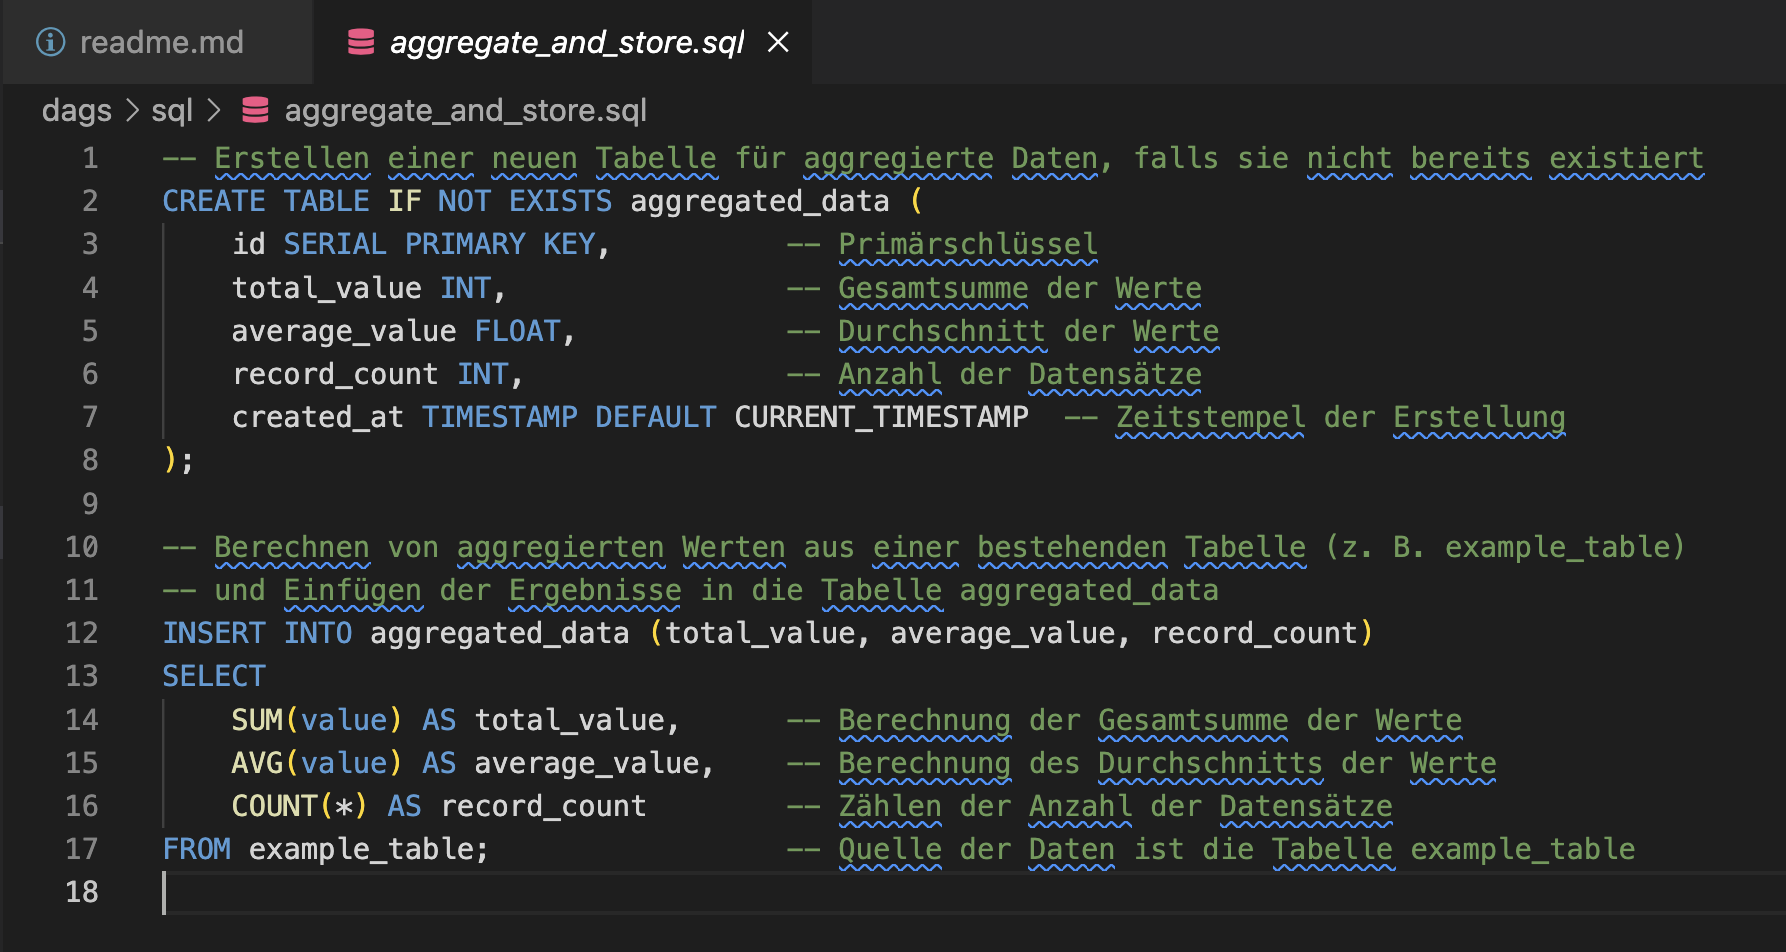 readme.md
aggregate_and_store.sql
dags > sql > aggregate_and_store.sql
1 -- Erstellen einer neuen Tabelle für aggregierte Daten, falls sie nicht bereits existiert
2 CREATE TABLE IF NOT EXISTS aggregated_data (
3     id SERIAL PRIMARY KEY,          -- Primärschlüssel
4     total_value INT,                -- Gesamtsumme der Werte
5     average_value FLOAT,            -- Durchschnitt der Werte
6     record_count INT,               -- Anzahl der Datensätze
7     created_at TIMESTAMP DEFAULT CURRENT_TIMESTAMP  -- Zeitstempel der Erstellung
8 );
9
10 -- Berechnen von aggregierten Werten aus einer bestehenden Tabelle (z. B. example_table)
11 -- und Einfügen der Ergebnisse in die Tabelle aggregated_data
12 INSERT INTO aggregated_data (total_value, average_value, record_count)
13 SELECT
14     SUM(value) AS total_value,      -- Berechnung der Gesamtsumme der Werte
15     AVG(value) AS average_value,    -- Berechnung des Durchschnitts der Werte
16     COUNT(*) AS record_count        -- Zählen der Anzahl der Datensätze
17 FROM example_table;                 -- Quelle der Daten ist die Tabelle example_table
18